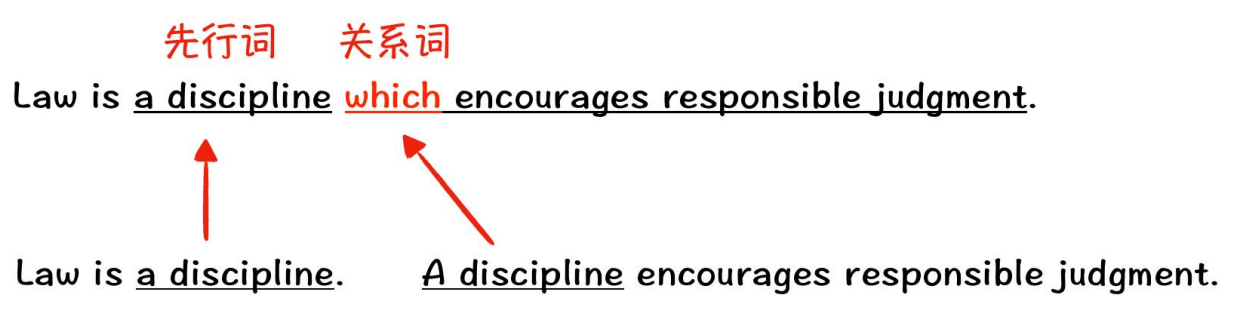 先行词 关系词
Law is a discipline which encourages responsible judgment.
Law is a discipline. A discipline encourages responsible judgment.